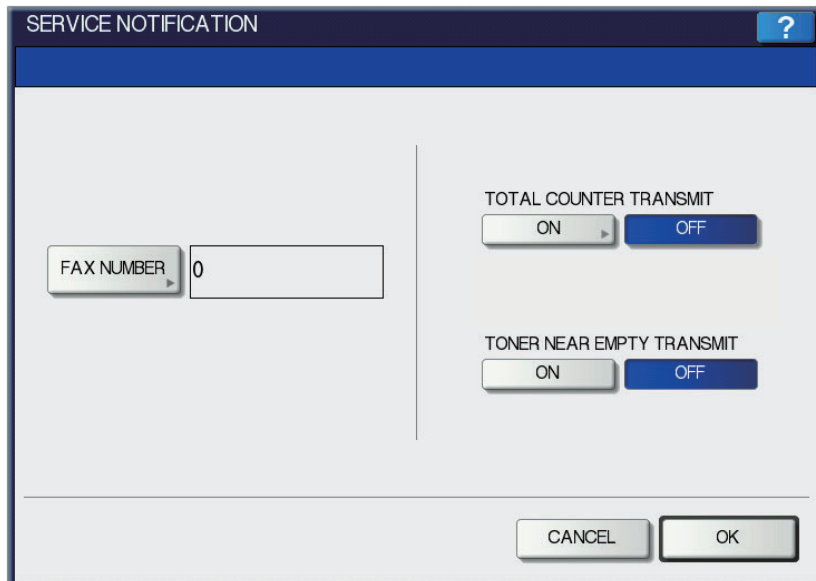 SERVICE NOTIFICATION
?
FAX NUMBER
0
TOTAL COUNTER TRANSMIT
ON OFF
TONER NEAR EMPTY TRANSMIT
ON OFF
CANCEL OK